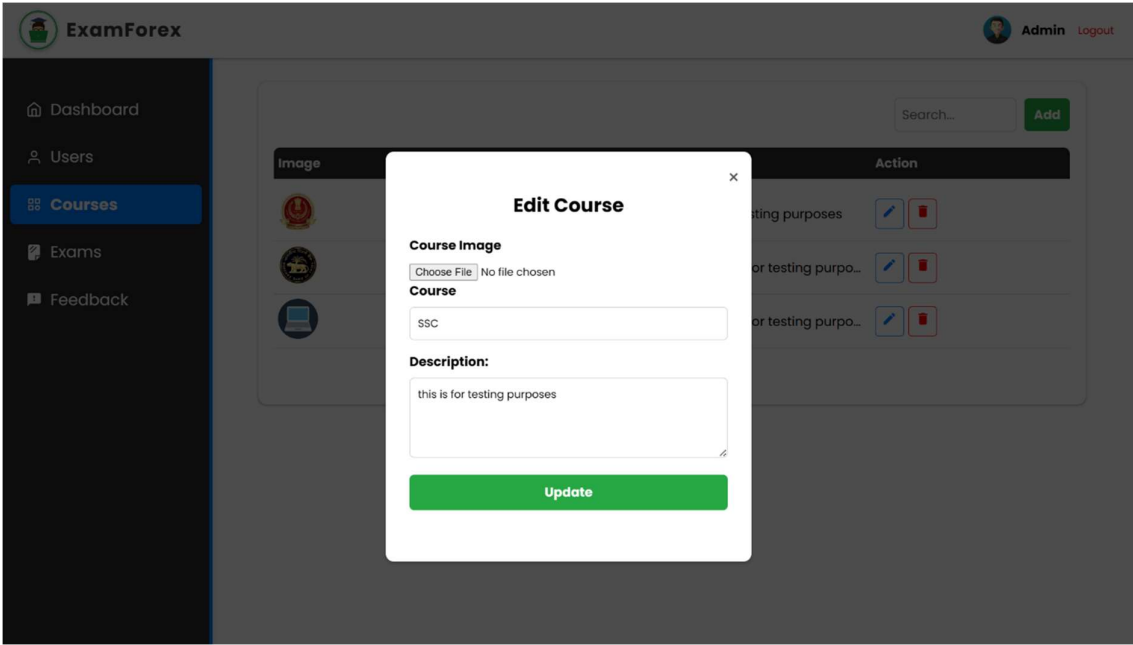 ExamForex
Admin Logout
Dashboard
Users
Courses
Exams
Feedback
Search... Add
Image Action
ting purposes
or testing purpo...
or testing purpo...
×
Edit Course
Course Image
Choose File No file chosen
Course
SSC
Description:
this is for testing purposes
Update